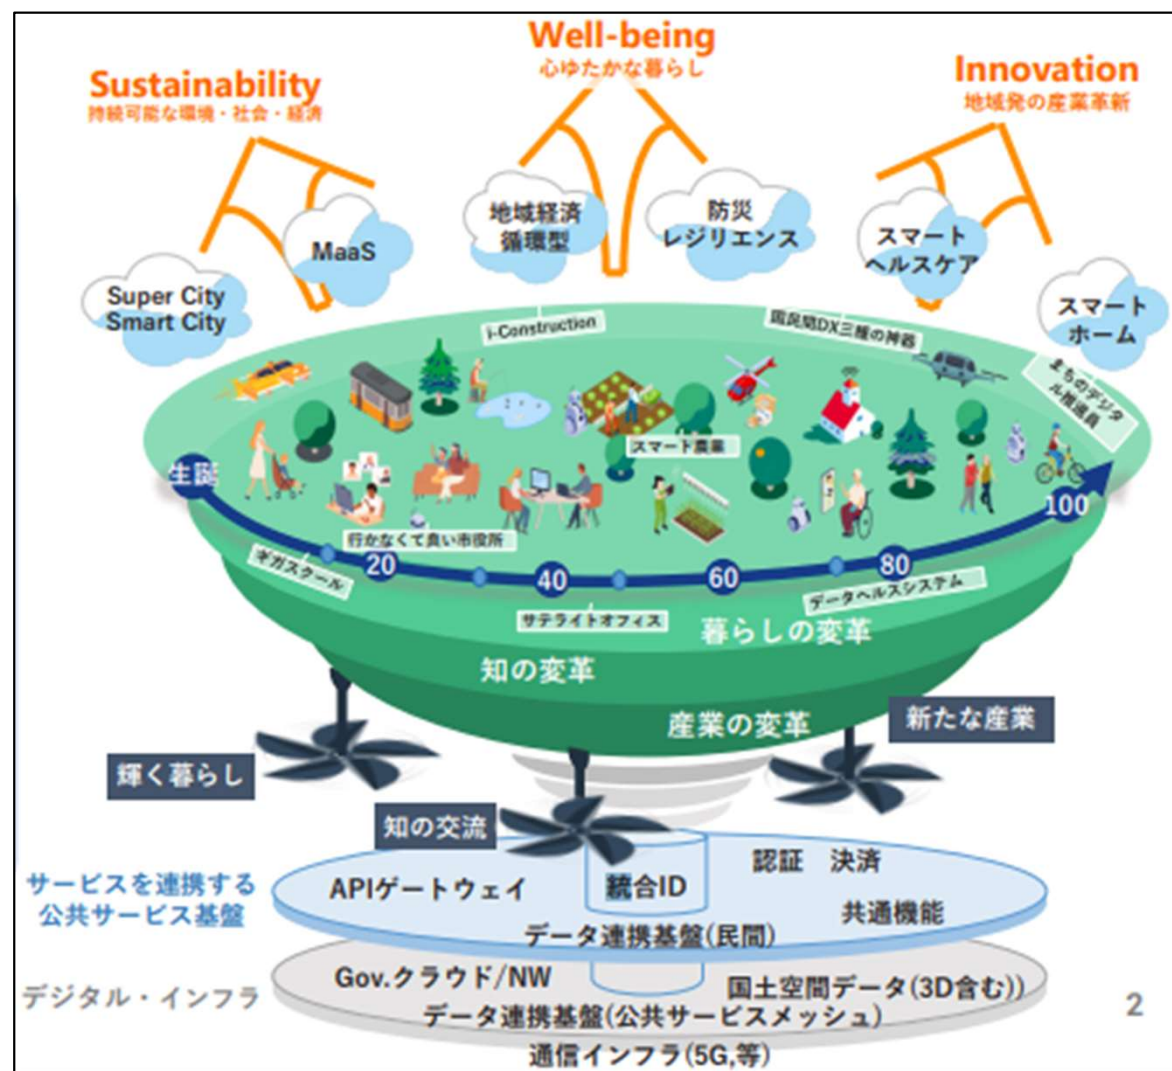 Well-being
心ゆたかな暮らし
Sustainability
持続可能な環境・社会・経済
Innovation
地域発の産業革新
MaaS
Super City
Smart City
地域経済
循環型
防災
レジリエンス
スマート
ヘルスケア
スマート
ホーム
i-Construction
国民間DX三種の神器
まちのデジタ
ル推進員
スマート農業
生誕
行かなくて良い市役所
ギガスクール
20
40
60
80
100
サテライトオフィス
データヘルスシステム
暮らしの変革
知の変革
産業の変革
新たな産業
輝く暮らし
知の交流
サービスを連携する
公共サービス基盤
APIゲートウェイ
統合ID
認証 決済
共通機能
データ連携基盤(民間)
デジタル・インフラ
Gov.クラウド/NW
国土空間データ(3D含む))
データ連携基盤(公共サービスメッシュ)
通信インフラ(5G,等)
2